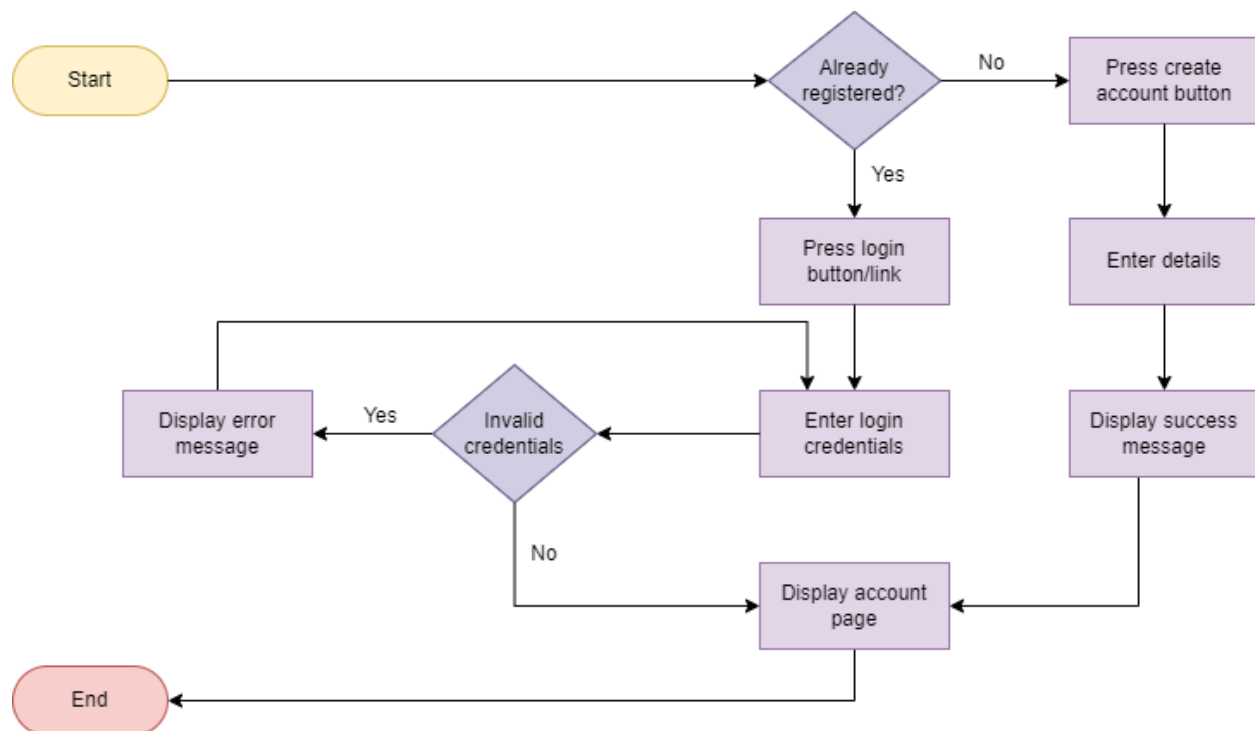 Start
Already
registered?
No
Press create
account button
Yes
Press login
button/link
Enter details
Display error
message
Yes
Invalid
credentials
Enter login
credentials
Display success
message
No
Display account
page
End